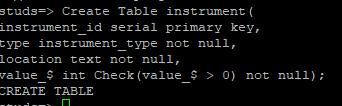 studs=> Create Table instrument(
instrument_id serial primary key,
type instrument_type not null,
location text not null,
value_$ int Check(value_$ > 0) not null);
CREATE TABLE
studs=>